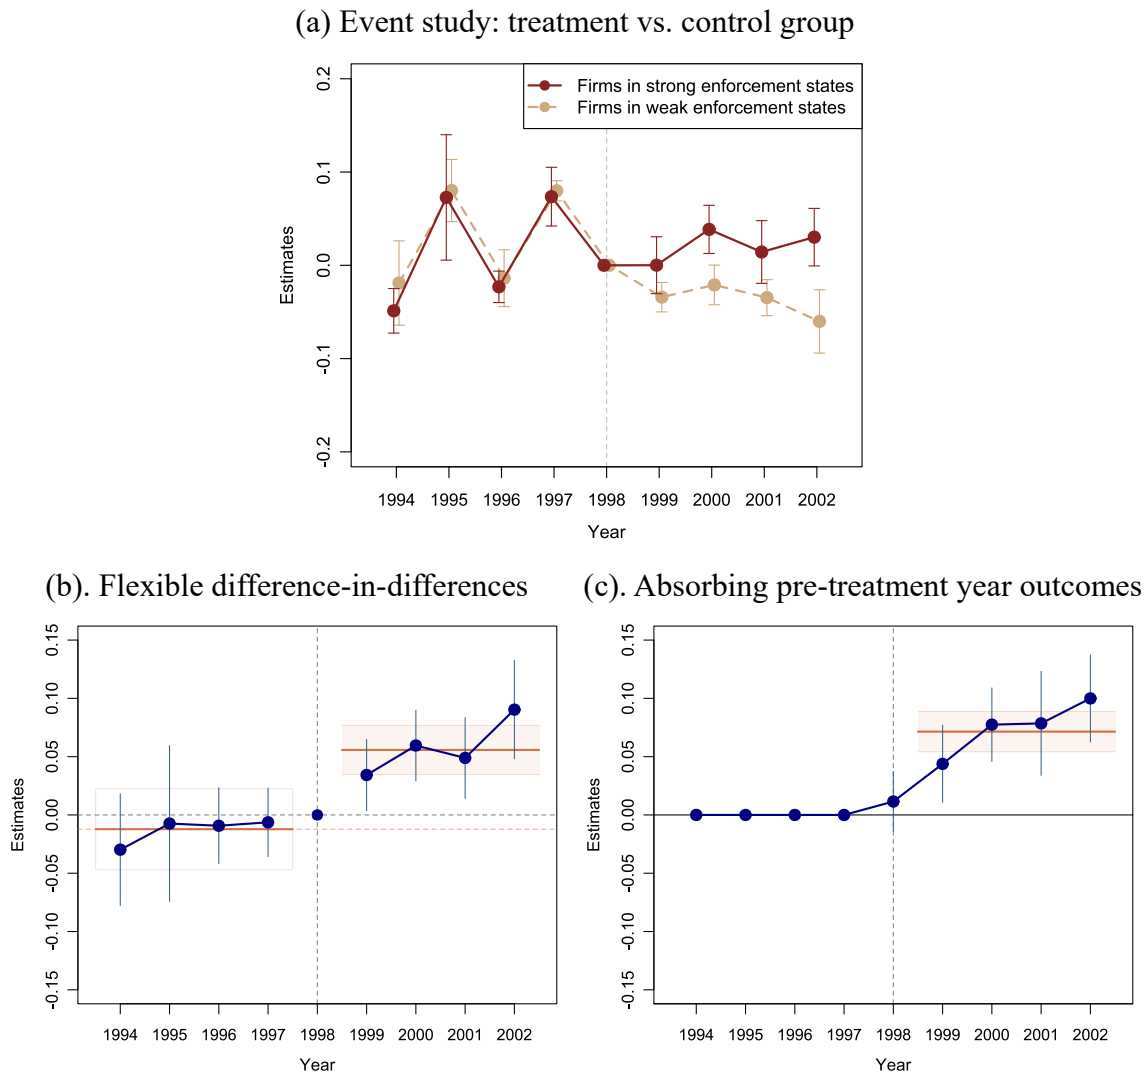 (a) Event study: treatment vs. control group
Firms in strong enforcement states
Firms in weak enforcement states
0.2
0.1
0.0
-0.1
-0.2
Estimates
1994 1995 1996 1997 1998 1999 2000 2001 2002
Year
(b). Flexible difference-in-differences
0.15
0.10
0.05
0.00
-0.05
-0.10
-0.15
Estimates
1994 1995 1996 1997 1998 1999 2000 2001 2002
Year
(c). Absorbing pre-treatment year outcomes
0.15
0.10
0.05
0.00
-0.05
-0.10
-0.15
Estimates
1994 1995 1996 1997 1998 1999 2000 2001 2002
Year